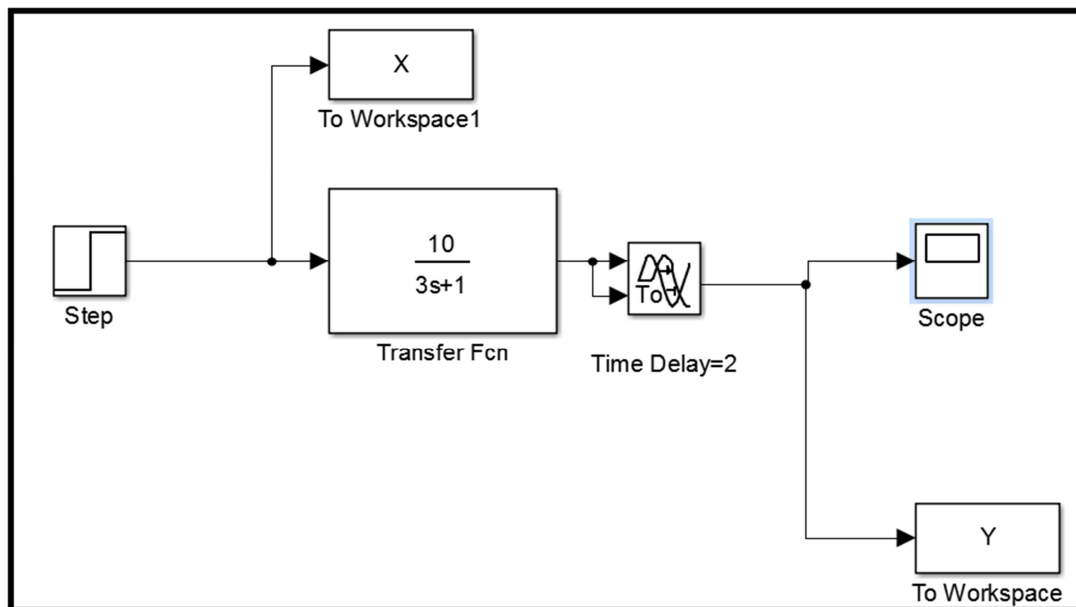 X
To Workspace1
10
3s+1
Step
Transfer Fcn
To
Time Delay=2
Scope
Y
To Workspace